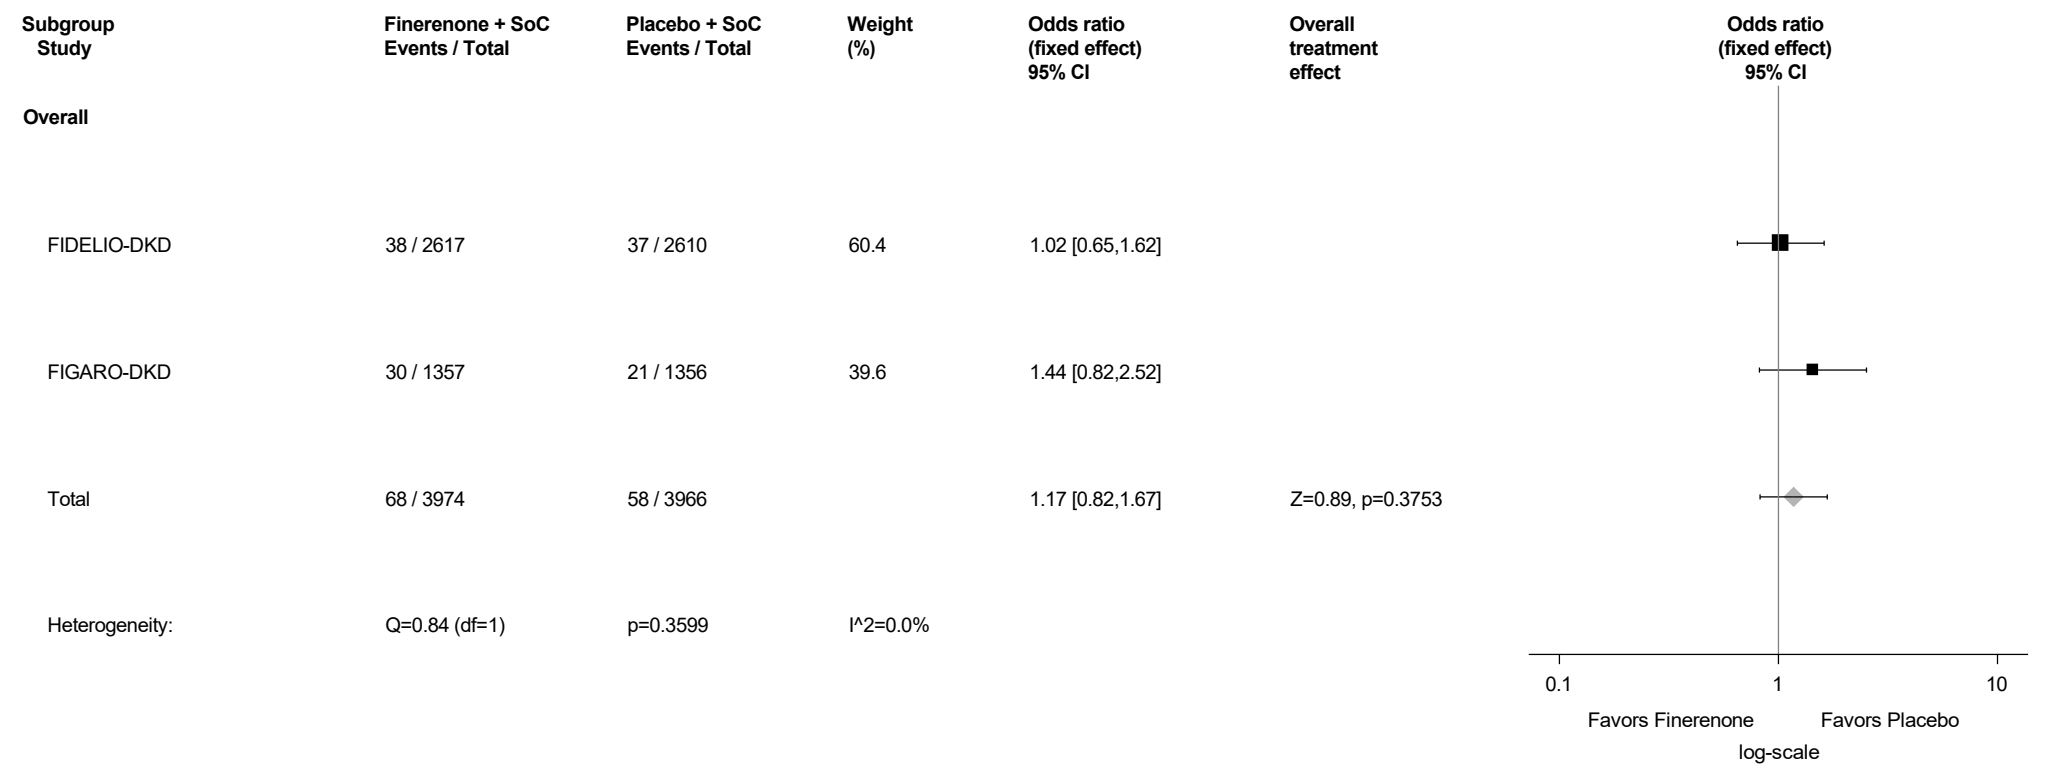 Subgroup Finerenone + SoC Placebo + SoC Weight Odds ratio Overall Odds ratio
Study Events / Total Events / Total (%) (fixed effect) treatment (fixed effect)
95% CI effect 95% CI
Overall
FIDELIO-DKD 38 / 2617 37 / 2610 60.4 1.02 [0.65,1.62]
FIGARO-DKD 30 / 1357 21 / 1356 39.6 1.44 [0.82,2.52]
Total 68 / 3974 58 / 3966 1.17 [0.82,1.67] Z=0.89, p=0.3753
Heterogeneity: Q=0.84 (df=1) p=0.3599 I^2=0.0%
0.1 1 10
Favors Finerenone Favors Placebo
log-scale